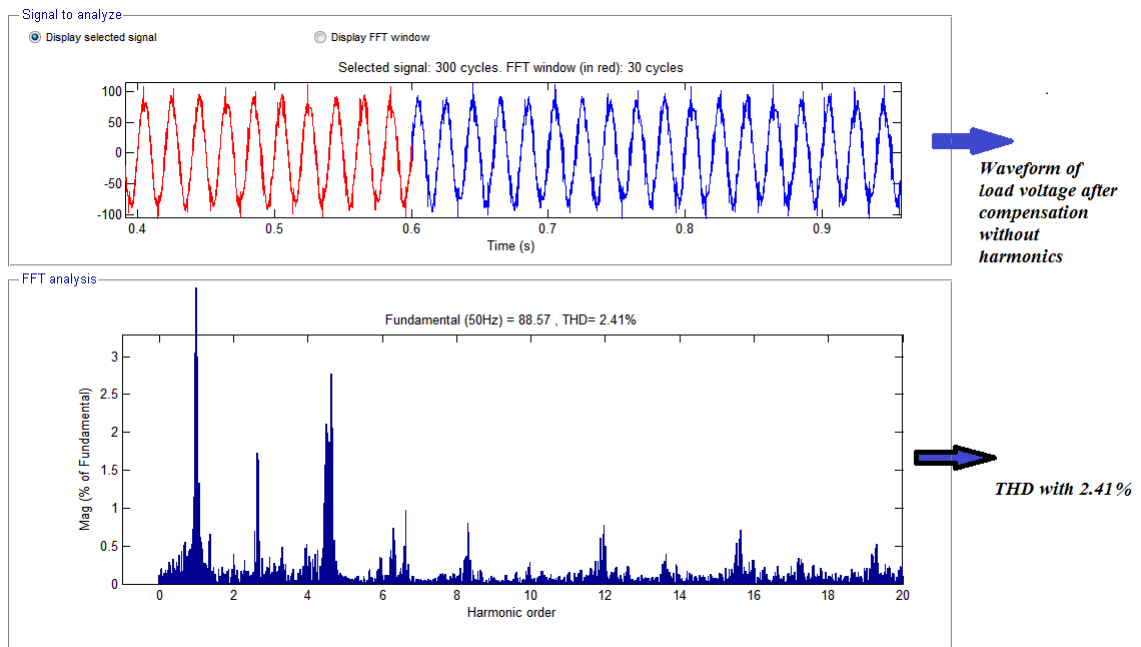 Signal to analyze
Display selected signal
Display FFT window
Selected signal: 300 cycles. FFT window (in red): 30 cycles
100
50
0
-50
-100
0.4
0.5
0.6
0.7
0.8
0.9
Time (s)
Waveform of
load voltage after
compensation
without
harmonics
FFT analysis
Fundamental (50Hz) = 88.57 , THD= 2.41%
3
2.5
2
1.5
1
0.5
0
Mag (% of Fundamental)
0
2
4
6
8
10
12
14
16
18
20
Harmonic order
THD with 2.41%